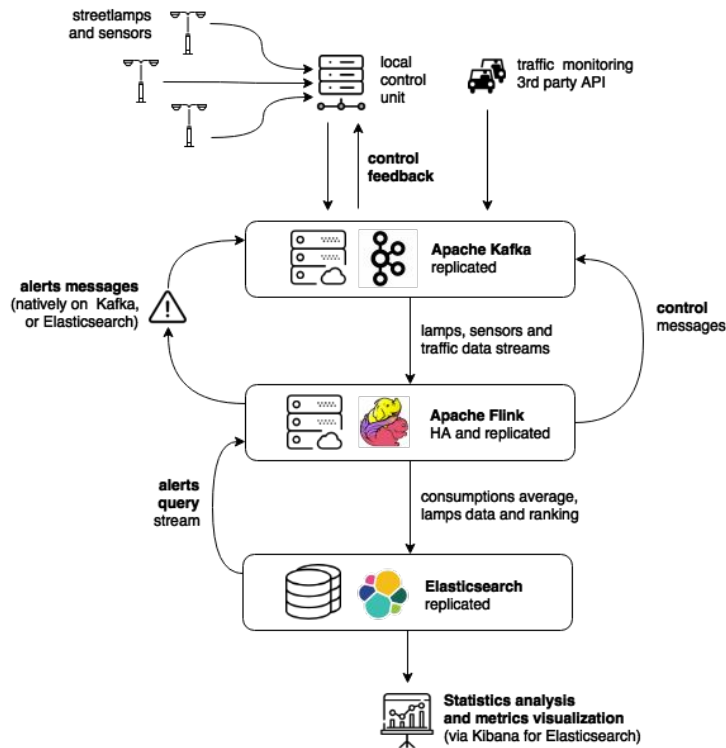 streetlamps
and sensors
local
control
unit
traffic monitoring
3rd party API
control
feedback
Apache Kafka
replicated
alerts messages
(natively on Kafka,
or Elasticsearch)
control
messages
lamps, sensors and
traffic data streams
Apache Flink
HA and replicated
alerts
query
stream
consumptions average,
lamps data and ranking
Elasticsearch
replicated
Statistics analysis
and metrics visualization
(via Kibana for Elasticsearch)